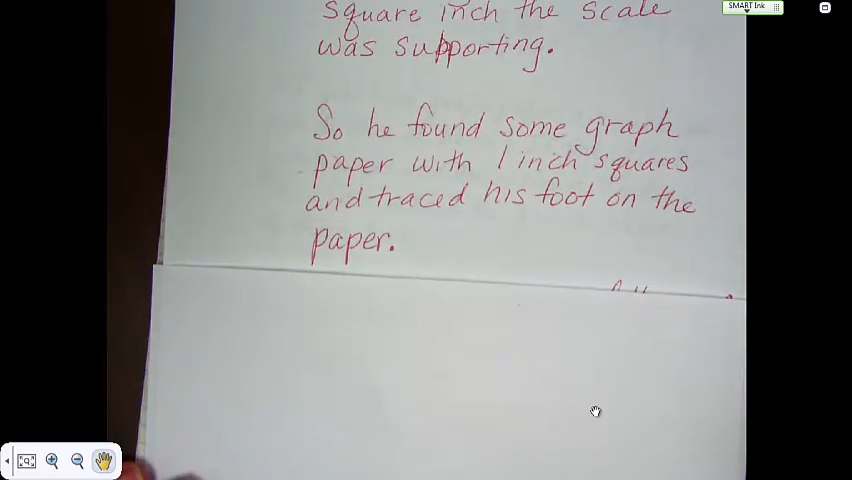 SMART Ink
square inch the scale
was supporting.
So he found some graph
paper with 1 inch squares
and traced his foot on the
paper.